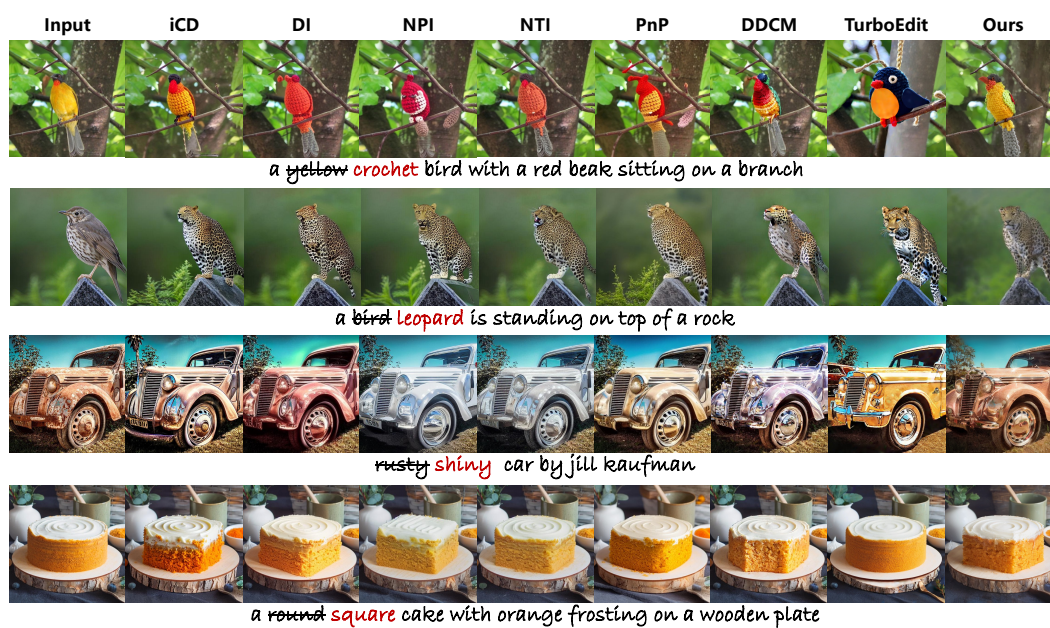 Input iCD DI NPI NTI PnP DDCM TurboEdit Ours
a yellow crochet bird with a red beak sitting on a branch
a bird leopard is standing on top of a rock
rusty shiny car by jill kaufman
a round square cake with orange frosting on a wooden plate